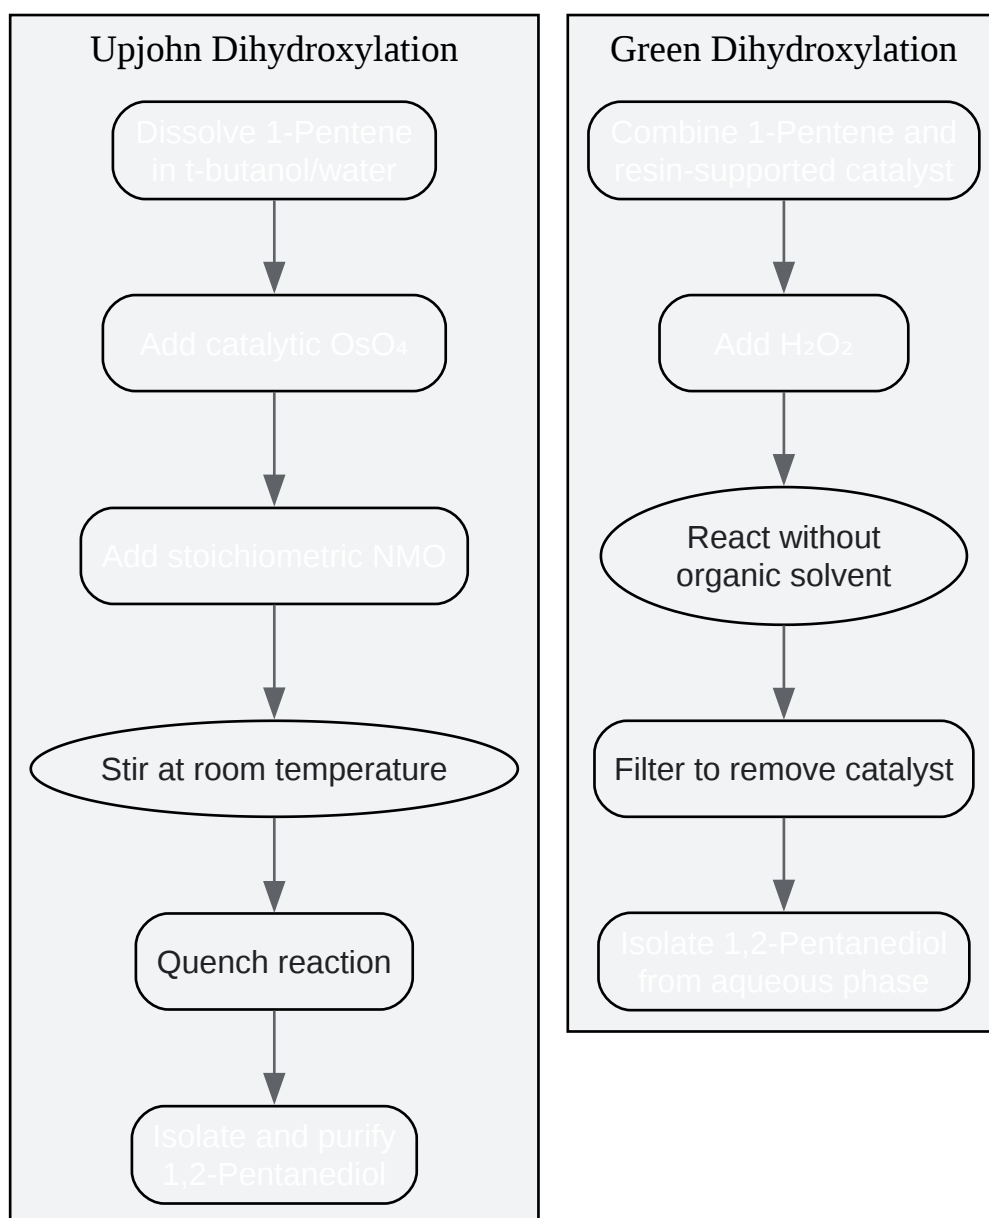 Upjohn Dihydroxylation
Dissolve 1-Pentene
in t-butanol/water
Add catalytic OsO₄
Add stoichiometric NMO
Stir at room temperature
Quench reaction
Isolate and purify
1,2-Pentanediol
Green Dihydroxylation
Combine 1-Pentene and
resin-supported catalyst
Add H₂O₂
React without
organic solvent
Filter to remove catalyst
Isolate 1,2-Pentanediol
from aqueous phase